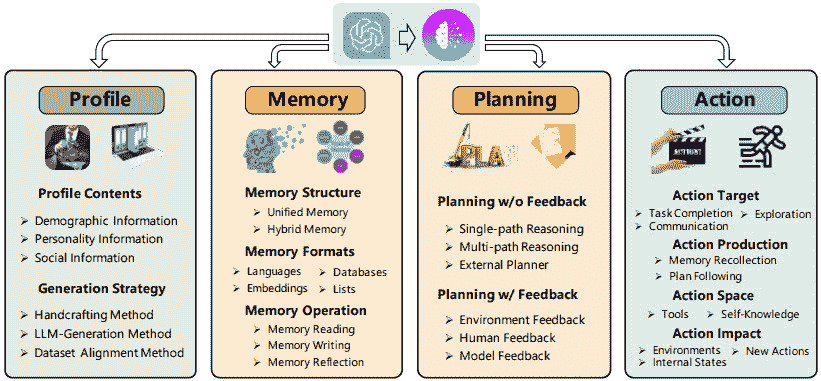 Profile
Profile Contents
Demographic Information
Personality Information
Social Information
Generation Strategy
Handcrafting Method
LLM-Generation Method
Dataset Alignment Method
Memory
Memory Structure
Unified Memory
Hybrid Memory
Memory Formats
Languages Databases
Embeddings Lists
Memory Operation
Memory Reading
Memory Writing
Memory Reflection
Planning
PLA
Planning w/o Feedback
Single-path Reasoning
Multi-path Reasoning
External Planner
Planning w/ Feedback
Environment Feedback
Human Feedback
Model Feedback
Action
Action Target
Task Completion Exploration
Communication
Action Production
Memory Recollection
Plan Following
Action Space
Tools Self-Knowledge
Action Impact
Environments New Actions
Internal States